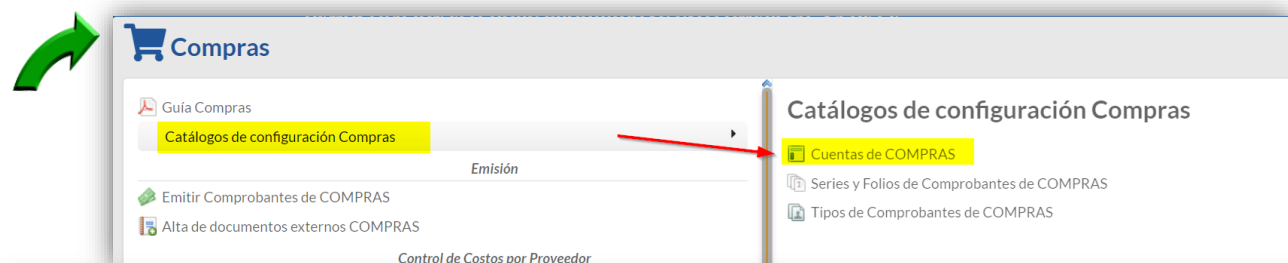 Compras
Guía Compras
Catálogos de configuración Compras
Emisión
Emitir Comprobantes de COMPRAS
Alta de documentos externos COMPRAS
Control de Costos por Proveedor
Catálogos de configuración Compras
Cuentas de COMPRAS
Series y Folios de Comprobantes de COMPRAS
Tipos de Comprobantes de COMPRAS